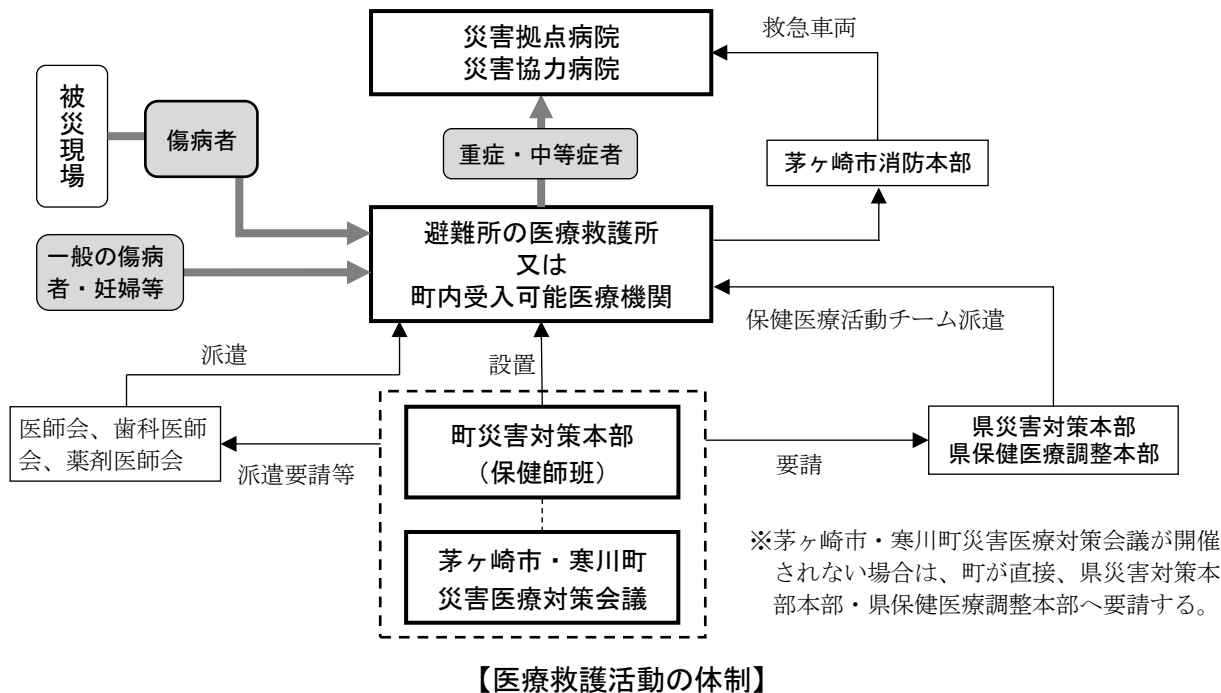 災害拠点病院
災害協力病院
救急車両
被災現場
傷病者
重症・中等症者
茅ヶ崎市消防本部
避難所の医療救護所
又は
町内受入可能医療機関
一般の傷病
者・妊婦等
保健医療活動チーム派遣
派遣
設置
医師会、歯科医師
会、薬剤医師会
派遣要請等
町災害対策本部
(保健師班)
要請
県災害対策本部
県保健医療調整本部
茅ヶ崎市・寒川町
災害医療対策会議
※茅ヶ崎市・寒川町災害医療対策会議が開催
されない場合は、町が直接、県災害対策本
部本部・県保健医療調整本部へ要請する。
【医療救護活動の体制】